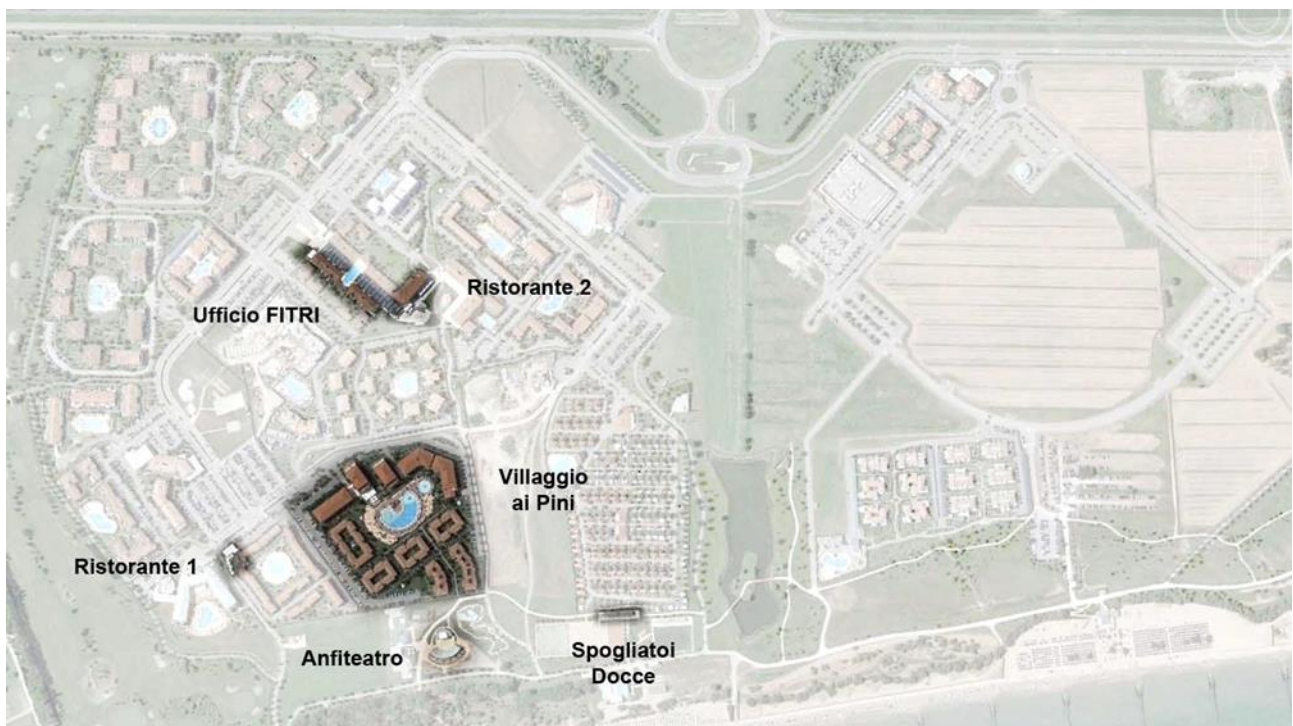 Ristorante 2
Ufficio FITRI
Villaggio
ai Pini
Ristorante 1
Anfiteatro
Spogliatoi
Docce